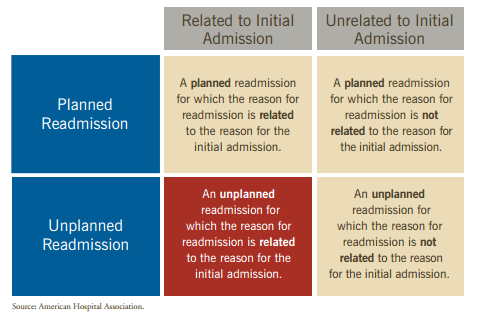 Related to Initial
Admission
Unrelated to Initial
Admission
Planned
Readmission
A planned readmission
for which the reason for
readmission is related
to the reason for the
initial admission.
A planned readmission
for which the reason for
readmission is not
related to the reason for
the initial admission.
Unplanned
Readmission
An unplanned
readmission for
which the reason for
readmission is related
to the reason for the
initial admission.
An unplanned
readmission for
which the reason for
readmission is not
related to the reason
for the initial admission.
Source: American Hospital Association.